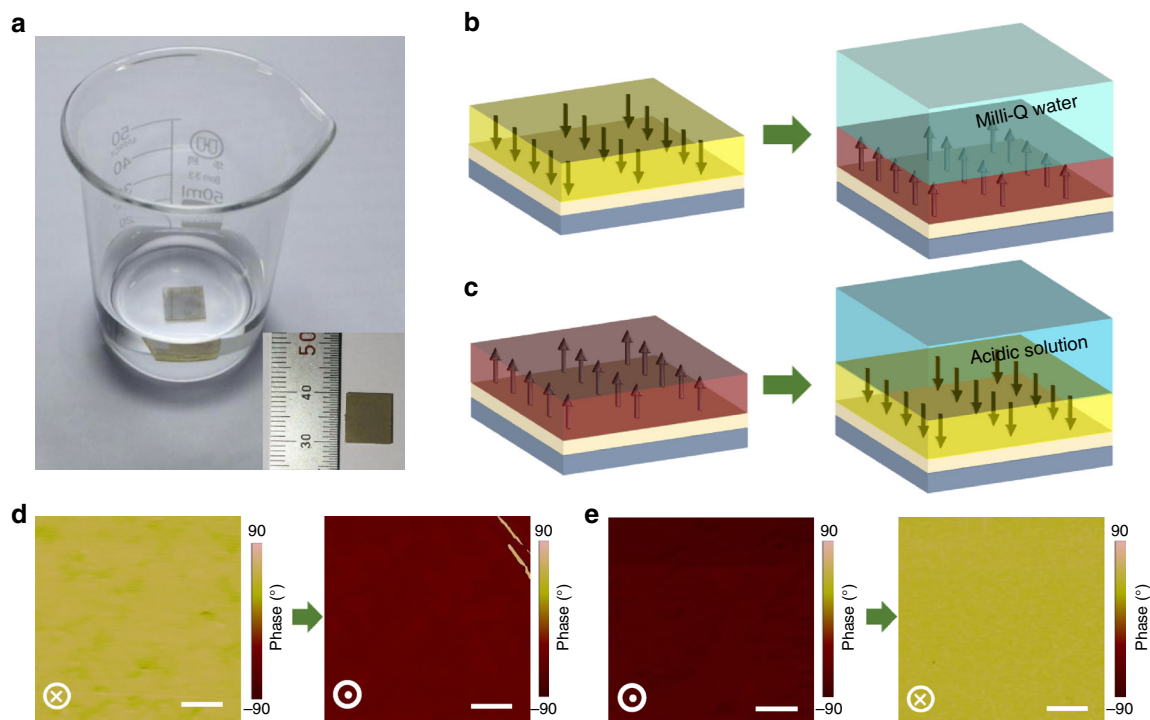 a
50
40
50ml
20
50
40
30
b
Milli-Q water
c
Acidic solution
d
90
Phase (°)
–90
90
Phase (°)
–90
e
90
Phase (°)
–90
90
Phase (°)
–90